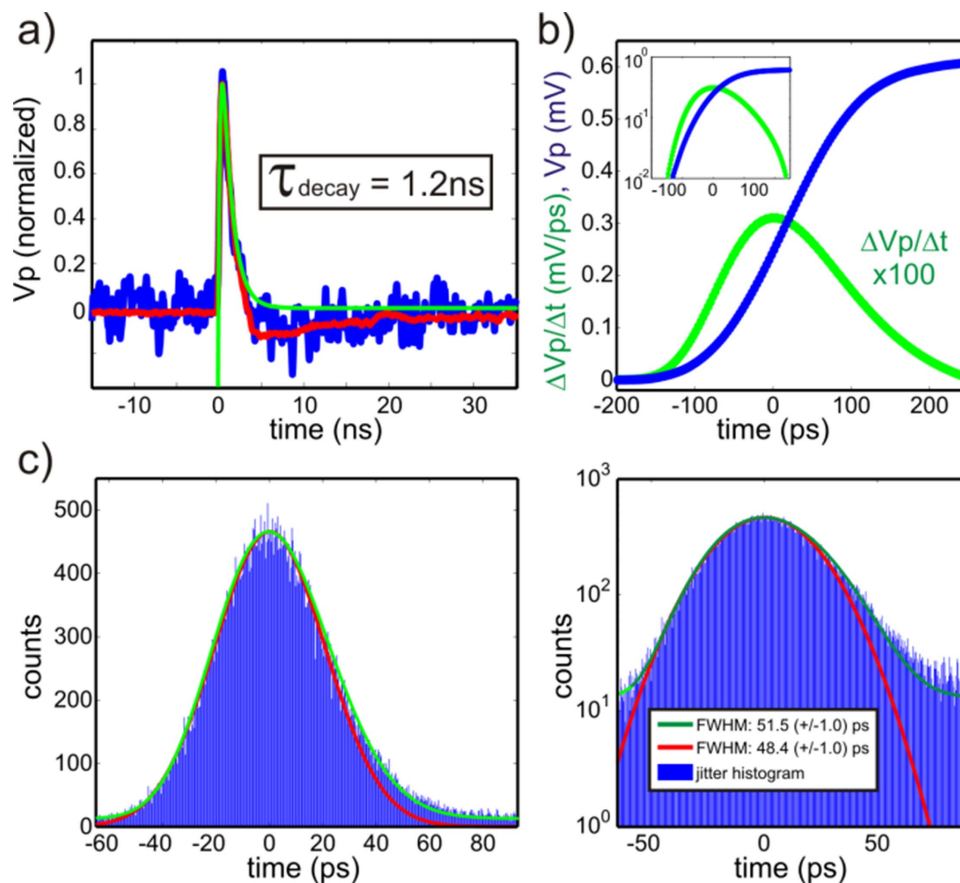 a)
Vp (normalized)
1
0.8
0.6
0.4
0.2
0
-10
0
10
20
30
time (ns)
τdecay = 1.2ns
b)
ΔVp/Δt (mV/ps), Vp (mV)
0.6
0.5
0.4
0.3
0.2
0.1
0
-200
-100
0
100
200
time (ps)
10^0
10^-1
10^-2
-100
0
100
ΔVp/Δt
x100
c)
counts
500
400
300
200
100
0
-60
-40
-20
0
20
40
60
80
time (ps)
counts
10^3
10^2
10^1
10^0
-50
0
50
time (ps)
FWHM: 51.5 (+/-1.0) ps
FWHM: 48.4 (+/-1.0) ps
jitter histogram